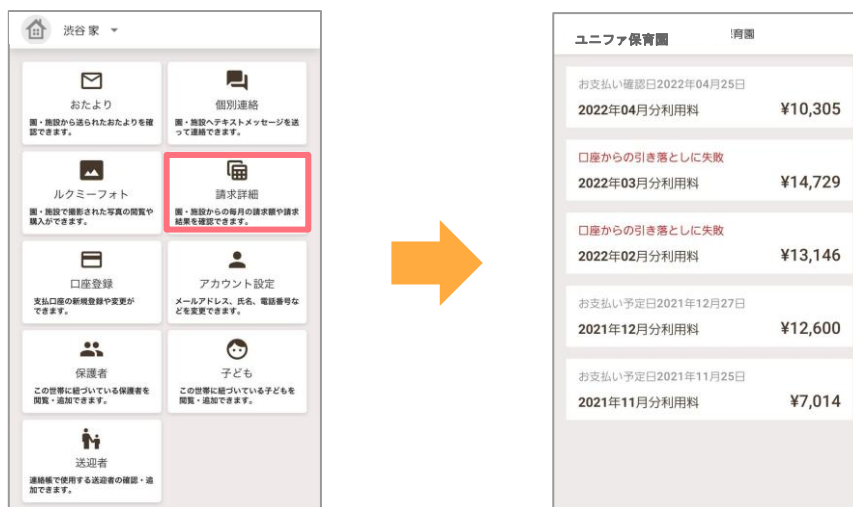 渋谷 家
おたより
園・施設から送られたおたよりを確
認できます。
個別連絡
園・施設へテキストメッセージを送
って連絡できます。
ルクミーフォト
園・施設で撮影された写真の閲覧や
購入ができます。
請求詳細
園・施設からの毎月の請求額や請求
結果を確認できます。
口座登録
支払口座の新規登録や変更が
できます。
アカウント設定
メールアドレス、氏名、電話番号な
どを変更できます。
保護者
この世帯に紐づいている保護者を
閲覧・追加できます。
子ども
この世帯に紐づいている子どもを
閲覧・追加できます。
送迎者
連絡帳で使用する送迎者の確認・追
加できます。
ユニファ保育園 育園
お支払い確認日2022年04月25日
2022年04月分利用料 ¥10,305
口座からの引き落としに失敗
2022年03月分利用料 ¥14,729
口座からの引き落としに失敗
2022年02月分利用料 ¥13,146
お支払い予定日2021年12月27日
2021年12月分利用料 ¥12,600
お支払い予定日2021年11月25日
2021年11月分利用料 ¥7,014